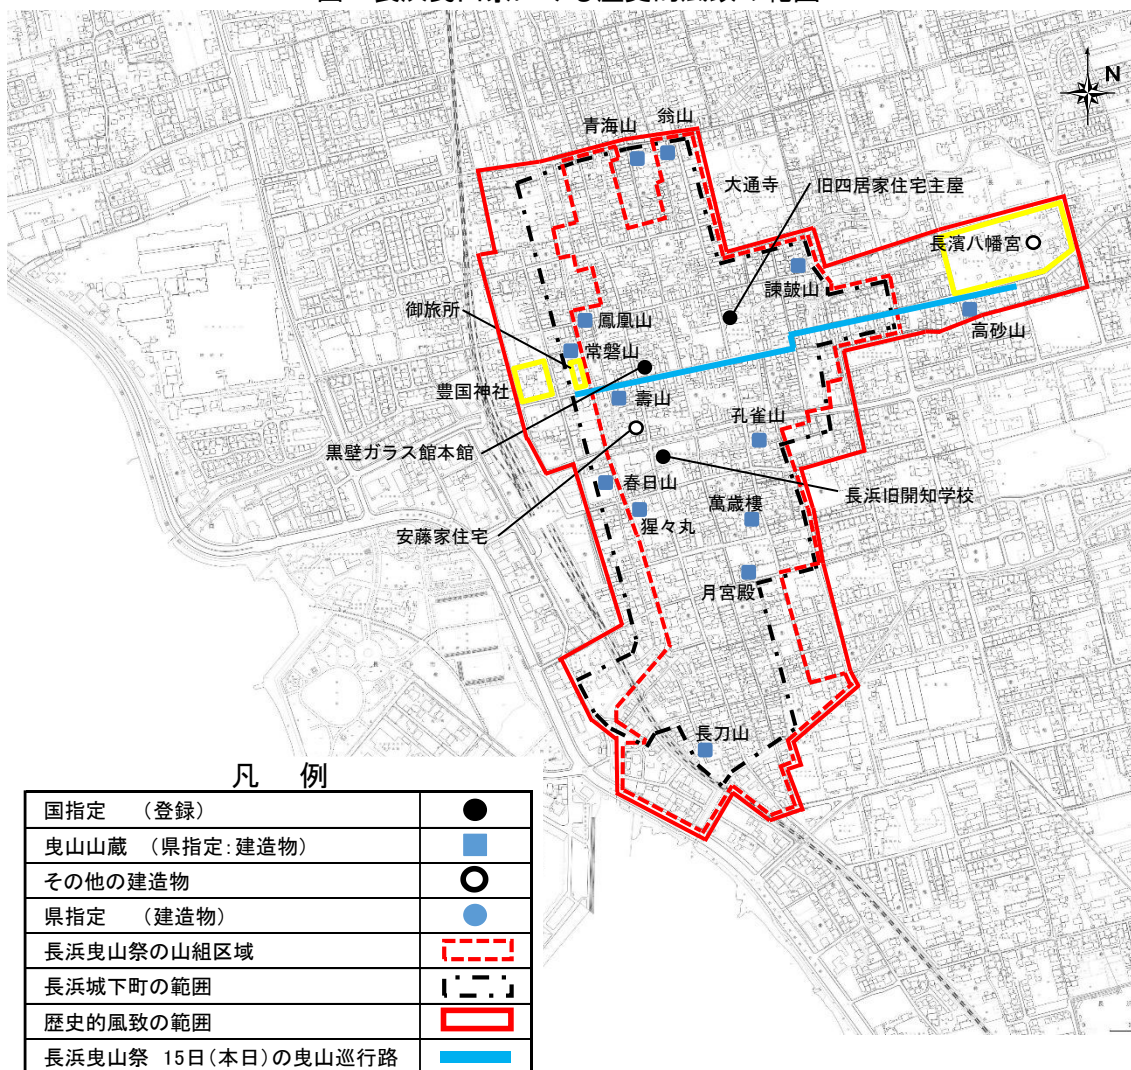 N
翁山
青海山
大通寺
旧四居家住宅主屋
長濱八幡宮
諫皷山
高砂山
御旅所
鳳凰山
常磐山
豊国神社
壽山
孔雀山
黒壁ガラス館本館
春日山
長浜旧開知学校
萬歳樓
猩々丸
安藤家住宅
月宮殿
長刀山
凡 例
国指定 (登録)
曳山山蔵 (県指定:建造物)
その他の建造物
県指定 (建造物)
長浜曳山祭の山組区域
長浜城下町の範囲
歴史的風致の範囲
長浜曳山祭 15日(本日)の曳山巡行路